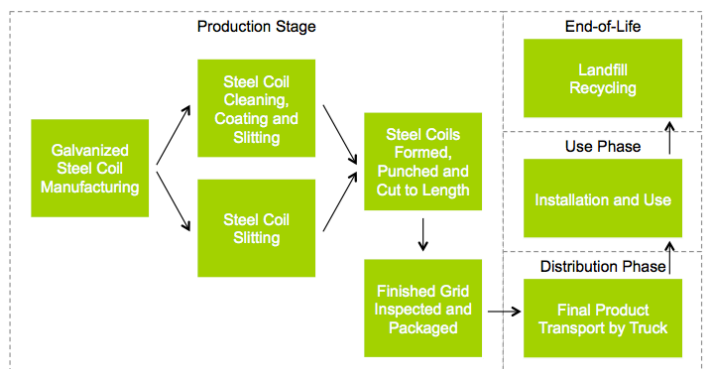 Production Stage
Galvanized
Steel Coil
Manufacturing
Steel Coil
Cleaning,
Coating and
Slitting
Steel Coil
Slitting
Steel Coils
Formed,
Punched and
Cut to Length
Finished Grid
Inspected and
Packaged
End-of-Life
Landfill
Recycling
Use Phase
Installation and Use
Distribution Phase
Final Product
Transport by Truck